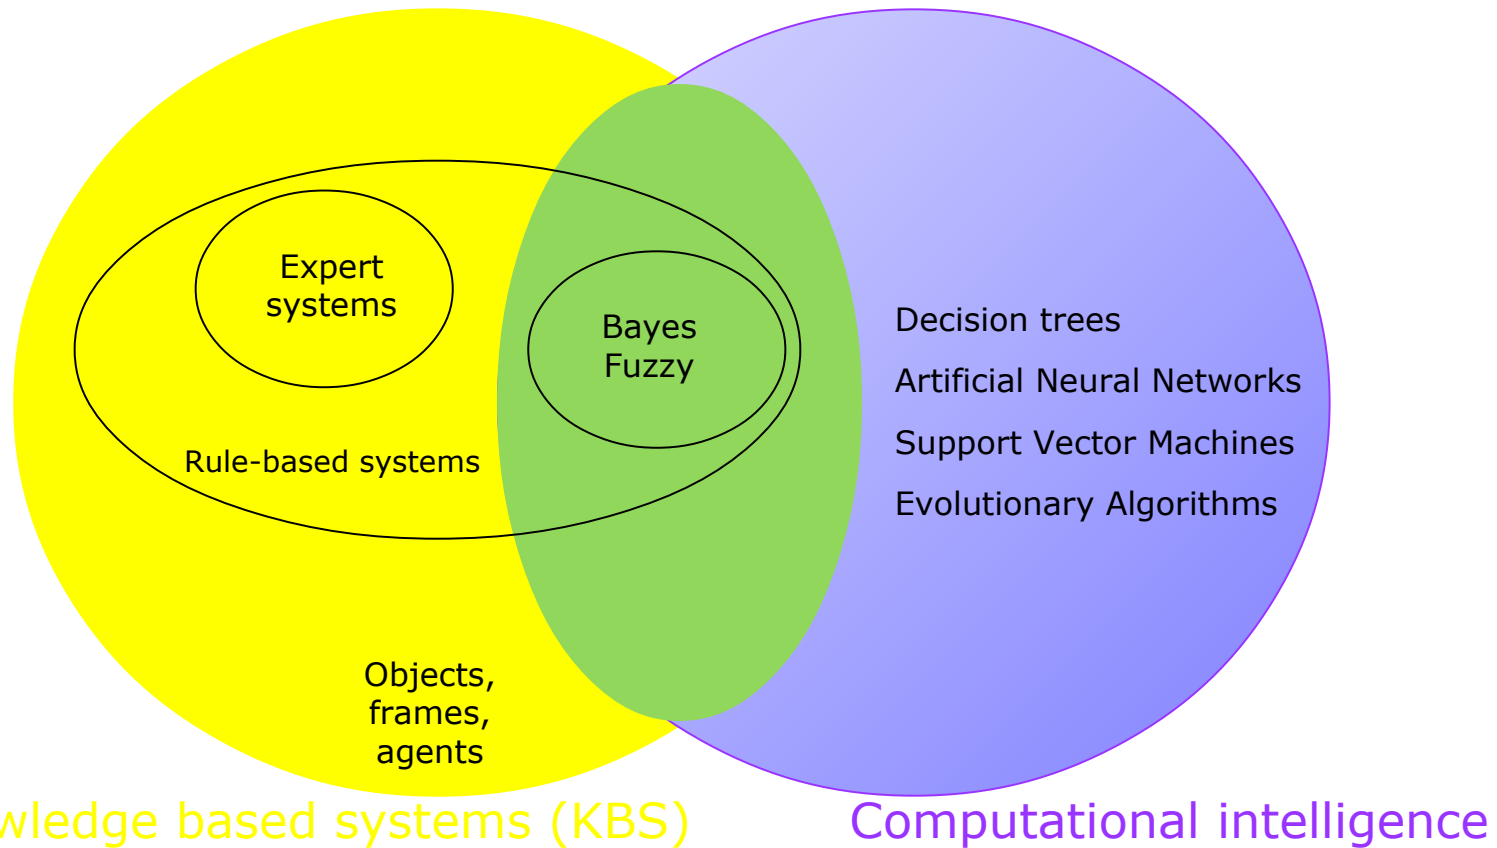 Expert
systems
Bayes
Fuzzy
Rule-based systems
Objects,
frames,
agents
Decision trees
Artificial Neural Networks
Support Vector Machines
Evolutionary Algorithms
wledge based systems (KBS)
Computational intelligence